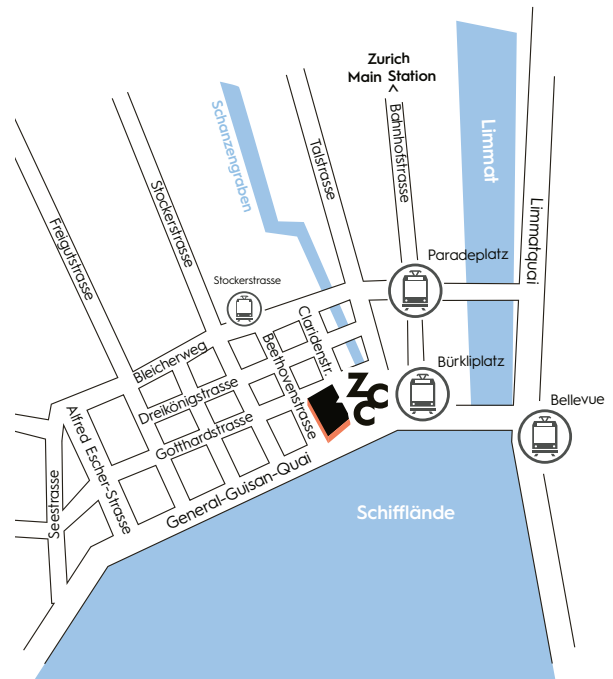 Zurich
Main Station
Bahnhofstrasse
Limmat
Limmatquai
Schanzengraben
Talstrasse
Stockerstrasse
Freigutstrasse
Paradeplatz
Stockerstrasse
Claridenstr.
Beethovenstrasse
Bleicherweg
Dreikönigstrasse
Gotthardstrasse
Bürkliplatz
Z
C
C
Bellevue
Alfred Escher-Strasse
Seestrasse
General-Guisan-Quai
Schifflände